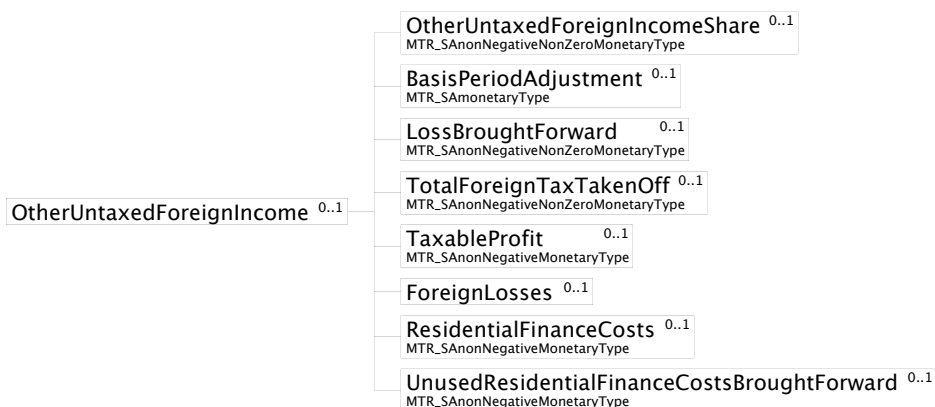 OtherUntaxedForeignIncomeShare 0..1
MTR_SAnonNegativeNonZeroMonetaryType
BasisPeriodAdjustment 0..1
MTR_SAmonetaryType
LossBroughtForward 0..1
MTR_SAnonNegativeNonZeroMonetaryType
TotalForeignTaxTakenOff 0..1
MTR_SAnonNegativeNonZeroMonetaryType
OtherUntaxedForeignIncome 0..1
TaxableProfit 0..1
MTR_SAnonNegativeMonetaryType
ForeignLosses 0..1
ResidentialFinanceCosts 0..1
MTR_SAnonNegativeMonetaryType
UnusedResidentialFinanceCostsBroughtForward 0..1
MTR_SAnonNegativeMonetaryType